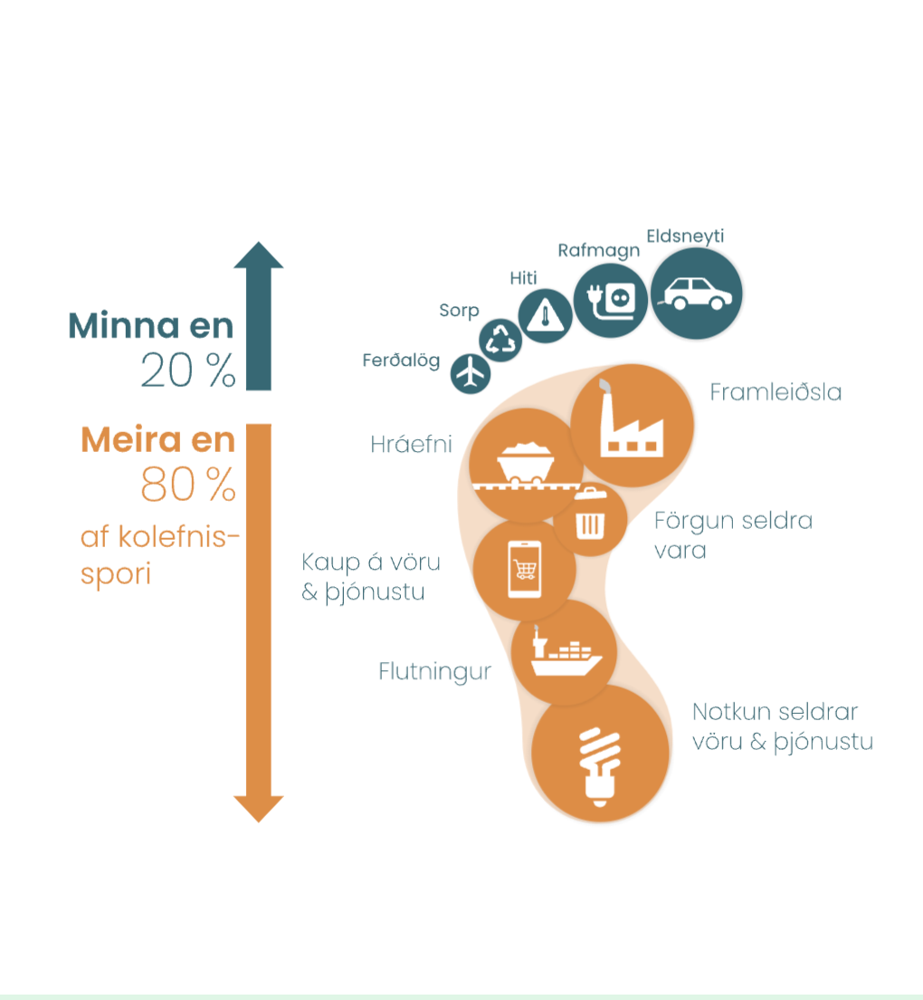 Minna en
20 %
Meira en
80 %
af kolefnis-
spori
Eldsneyti
Rafmagn
Hiti
Sorp
Ferðalög
Framleiðsla
Hráefni
Förgun seldra
vara
Kaup á vöru
& þjónustu
Flutningur
Notkun seldrar
vöru & þjónustu